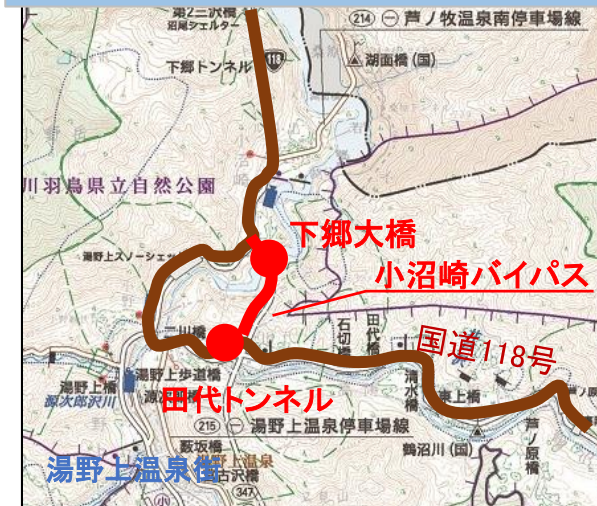 第2三沢橋
沼尾シェルター
214 芦ノ牧温泉南停車場線
下郷トンネル
118
湖面橋(国)
川羽鳥県立自然公園
下郷大橋
湯野上スノーシェッ
小沼崎バイパス
二川橋
石切橋
田代橋
国道118号
湯野上橋
湯野上歩道橋
清水橋
東上橋
源次郎沢川
田代トンネル
215 湯野上温泉停車場線
鶴沼川(国)
芦ノ原橋
薮坂橋
湯野上温泉街
古沢橋
347